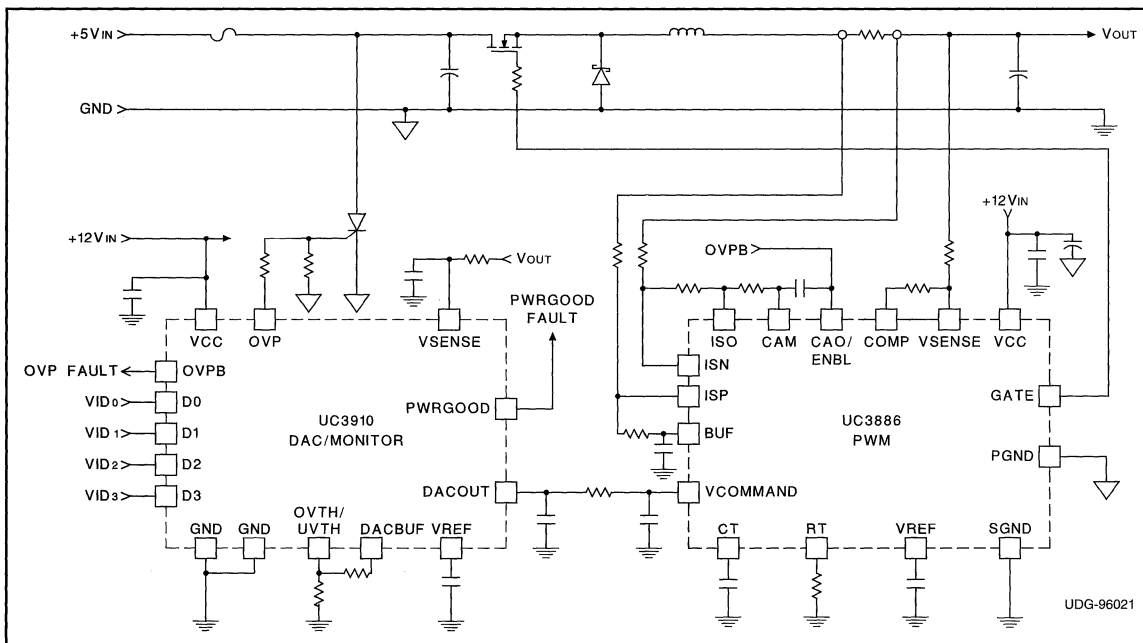 +5VIN
VOUT
GND
+12VIN
+12VIN
OVPB
VOUT
PWRGOOD
FAULT
VCC
OVP
VSENSE
ISO
CAM
CAO/
ENBL
COMP
VSENSE
VCC
OVP FAULT
OVPB
ISN
VID0
D0
ISP
GATE
PWRGOOD
UC3910
DAC/MONITOR
UC3886
PWM
VID1
D1
BUF
PGND
VID2
D2
VID3
D3
DACOUT
VCOMMAND
GND
GND
OVTH/
UVTH
DACBUF
VREF
CT
RT
VREF
SGND
UDG-96021